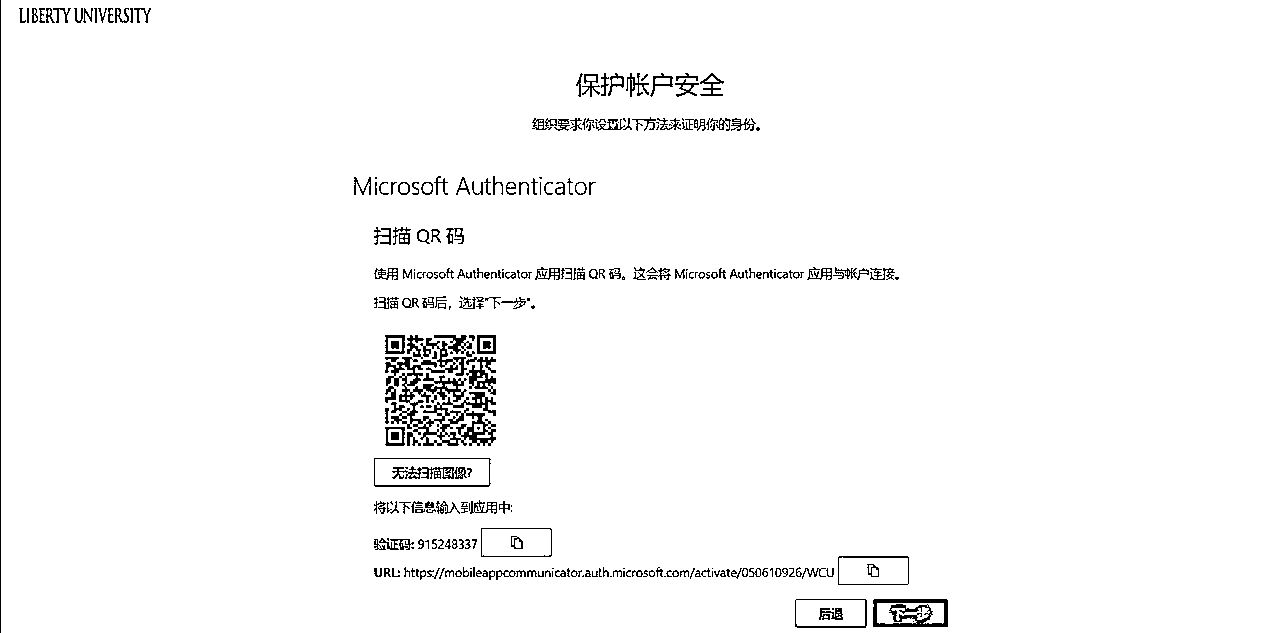 LIBERTY UNIVERSITY
保护帐户安全
组织要求你设置以下方法来证明你的身份。
Microsoft Authenticator
扫描 QR 码
使用 Microsoft Authenticator 应用扫描 QR 码。这会将 Microsoft Authenticator 应用与帐户连接。
扫描 QR 码后，选择"下一步"。
无法扫描图像?
将以下信息输入到应用中:
验证码: 915248337
URL: https://mobileappcommunicator.auth.microsoft.com/activate/050610926/WCU
后退 下一步